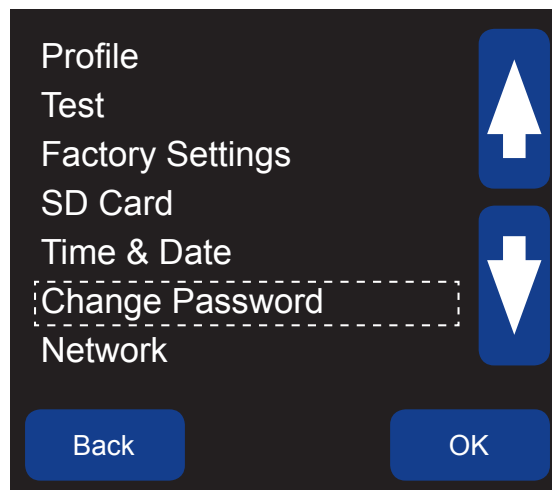 Profile
Test
Factory Settings
SD Card
Time & Date
Change Password
Network
Back
OK